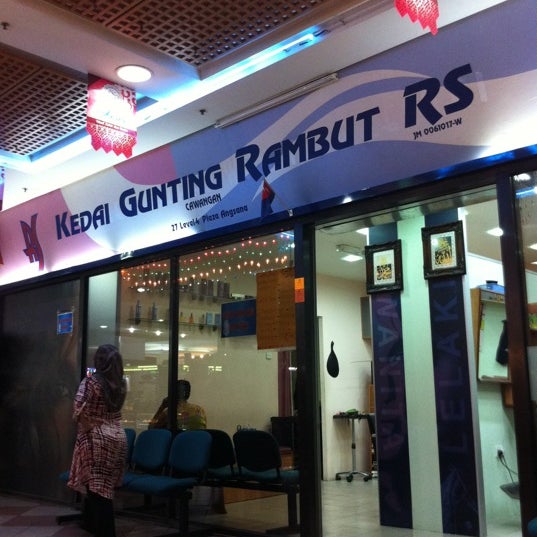 KEDAI GUNTING RAMBUT RS
JM 0061017-W
CAWANGAN
27 Level4, Plaza Angsana
WANITA
LELAKI